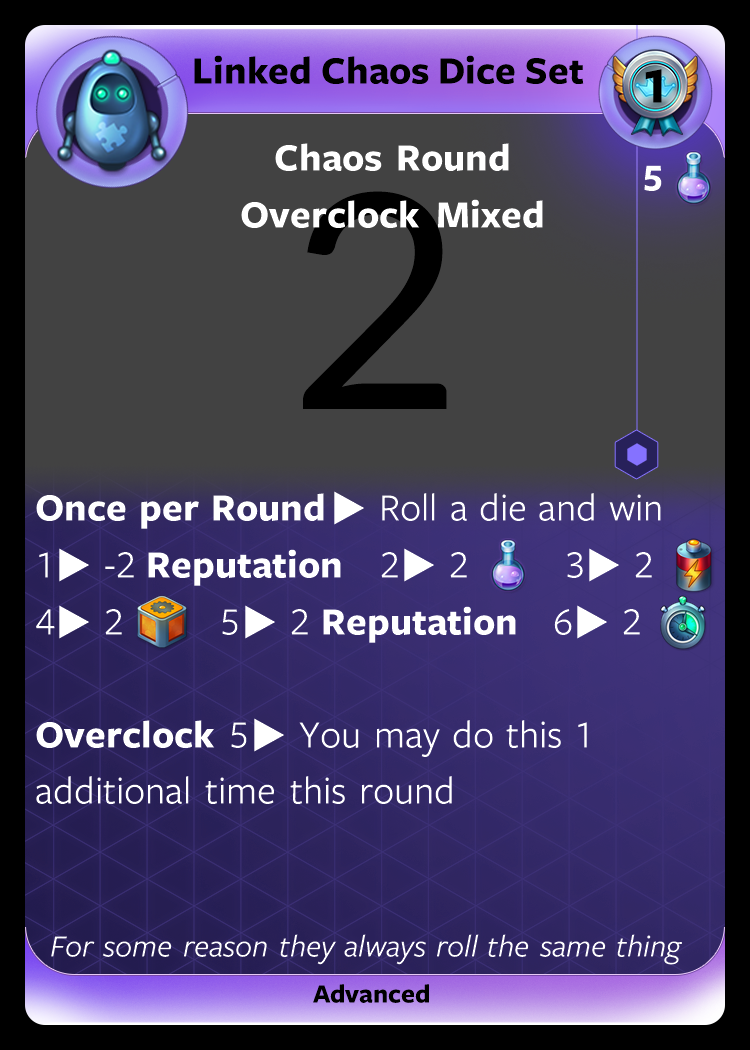 Linked Chaos Dice Set
1
Chaos Round
5
Overclock Mixed
2
Once per Round▶ Roll a die and win
1▶ -2 Reputation 2▶ 2 3▶ 2
4▶ 2 5▶ 2 Reputation 6▶ 2
Overclock 5▶ You may do this 1
additional time this round
For some reason they always roll the same thing
Advanced